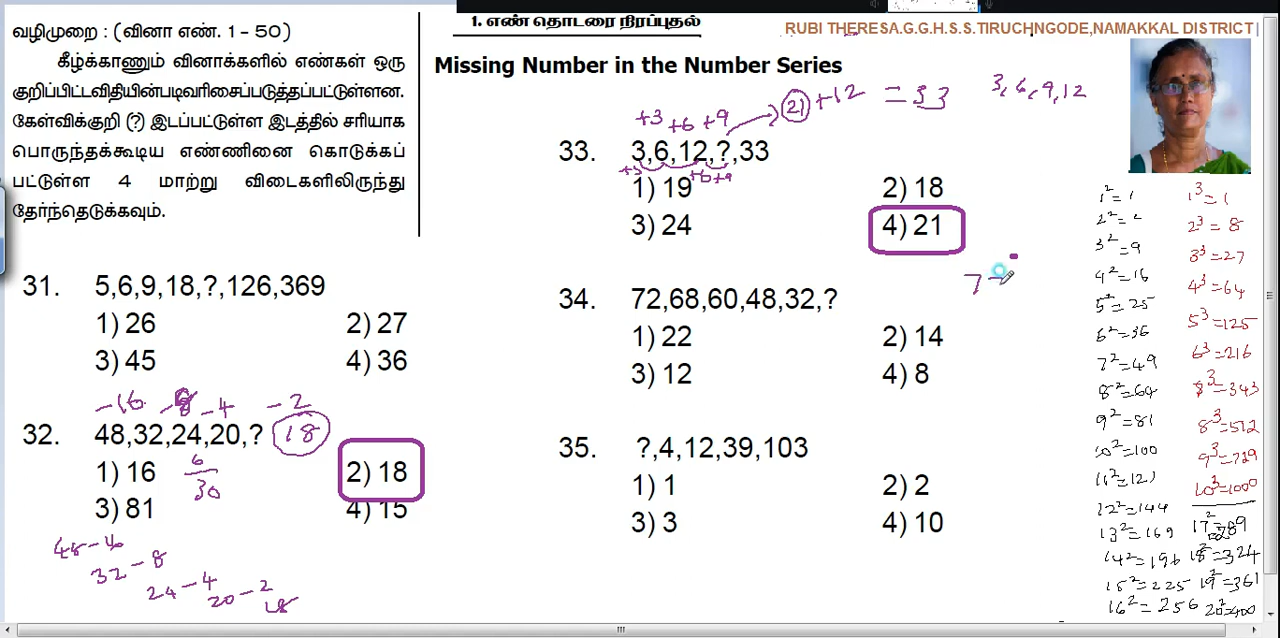 வழிமுறை : (வினா எண். 1 - 50)
கீழ்க்காணும் வினாக்களில் எண்கள் ஒரு
குறிப்பிட்டவிதியின்படிவரிசைப்படுத்தப்பட்டுள்ளன.
கேள்விக்குறி (?) இடப்பட்டுள்ள இடத்தில் சரியாக
பொருந்தக்கூடிய எண்ணினை கொடுக்கப்
பட்டுள்ள 4 மாற்று விடைகளிலிருந்து
தேர்ந்தெடுக்கவும்.
31. 5,6,9,18,?,126,369
1) 26 2) 27
3) 45 4) 36
-16 -8 -4 -2
32. 48,32,24,20,? 18
1) 16 2) 18
6
30
3) 81 4) 15
32 - 8
24 - 4
20 - 2
18
1. எண் தொடரை நிரப்புதல்
RUBI THERESA.G.G.H.S.S.TIRUCHNGODE,NAMAKKAL DISTRICT
Missing Number in the Number Series
3,6,9,12
+3 +6 +9 21 +12 = 33
33. 3,6,12,?,33
+3 +6 +9
1) 19 2) 18
3) 24 4) 21
7
34. 72,68,60,48,32,?
1) 22 2) 14
3) 12 4) 8
35. ?,4,12,39,103
1) 1 2) 2
3) 3 4) 10
1²=1
3²=9
4²=16
5²=25
6²=36
7²=49
8²=64
9²=81
10²=100
11²=121
12²=144
13²=169
14²=196
15²=225
16²=256
1³=1
2³=8
3³=27
4³=64
5³=125
6³=216
8³=512
9³=729
10³=1000
17²=289
18²=324
19²=361
20²=400